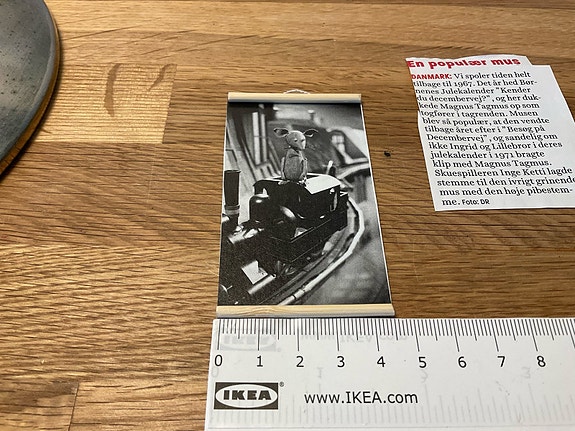 En populær mus
DANMARK: Vi spoler tiden helt
tilbage til 1967. Det år hed Bør-
nenes Julekalender "Kender
du decembervej?", og her duk-
kede Magnus Tagmus op som
togfører i tagrenden. Musen
blev så populær, at den vendte
tilbage året efter i "Besøg på
Decembervej", og sandelig om
ikke Ingrid og Lillebror i deres
julekalender i 1971 bragte
klip med Magnus Tagmus.
Skuespilleren Inge Ketti lagde
stemme til den ivrigt grinende
mus med den høje pibestem-
me. Foto: DR
0 1 2 3 4 5 6 7 8
IKEA® www.IKEA.com